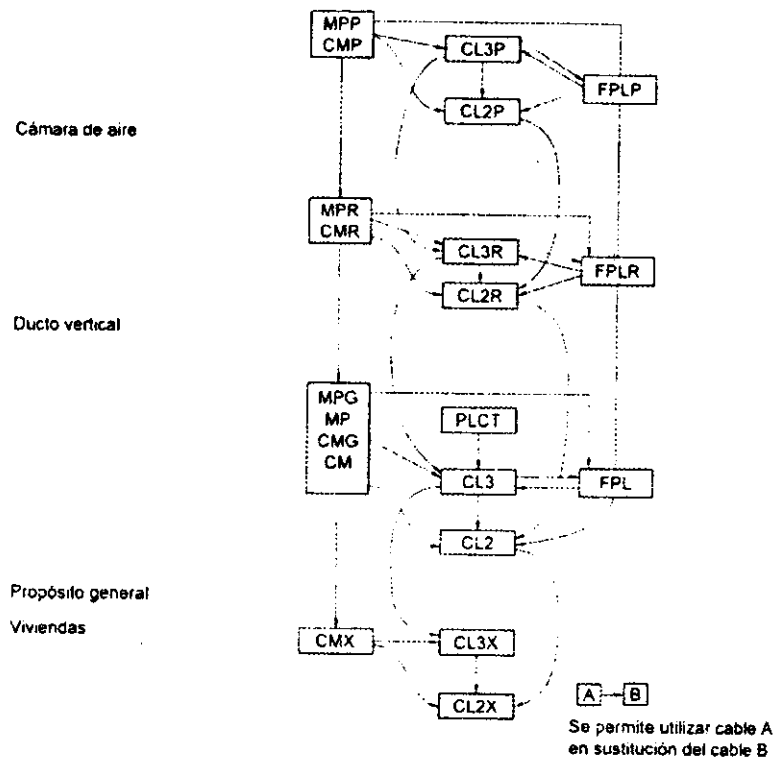 MPP
CMP
CL3P
FPLP
CL2P
Cámara de aire
MPR
CMR
CL3R
FPLR
CL2R
Ducto vertical
MPG
MP
CMG
CM
PLCT
CL3
FPL
CL2
Propósito general
Viviendas
CMX
CL3X
CL2X
A
B
Se permite utilizar cable A
en sustitución del cable B